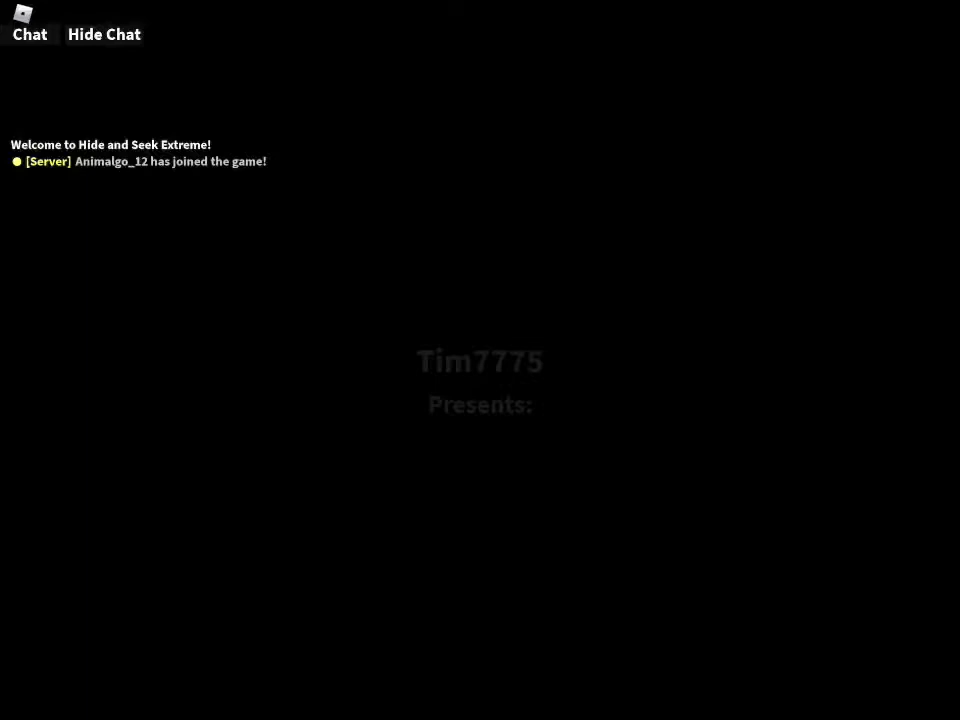 Chat Hide Chat
Welcome to Hide and Seek Extreme!
[Server] Animalgo_12 has joined the game!
Tim7775
Presents: